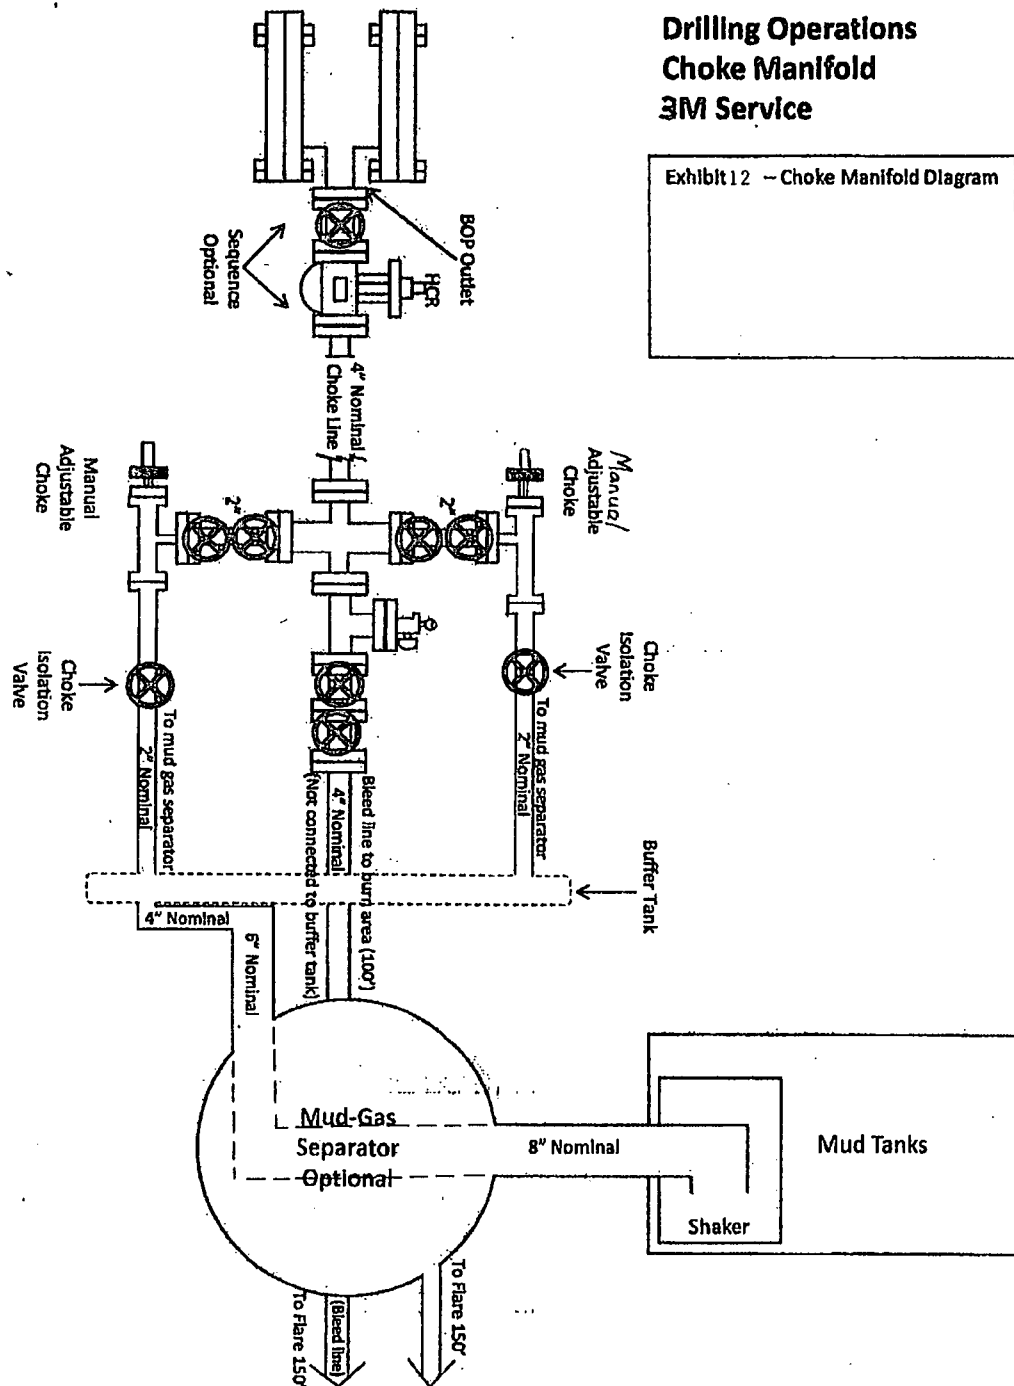 Drilling Operations
Choke Manifold
3M Service
Exhibit 12 - Choke Manifold Diagram
BOP Outlet
HCR
Sequence
Optional
4" Nominal
Choke Line
Manual
Adjustable
Choke
Manual
Adjustable
Choke
2"
2"
Choke
Isolation
Valve
Choke
Isolation
Valve
To mud gas separator
2" Nominal
Bleed line to burn area (100')
4" Nominal
(Not connected to buffer tank)
To mud gas separator
2" Nominal
Buffer Tank
4" Nominal
6" Nominal
Mud-Gas
Separator
Optional
8" Nominal
Mud Tanks
Shaker
To Flare 150'
(Bleed line)
To Flare 150'